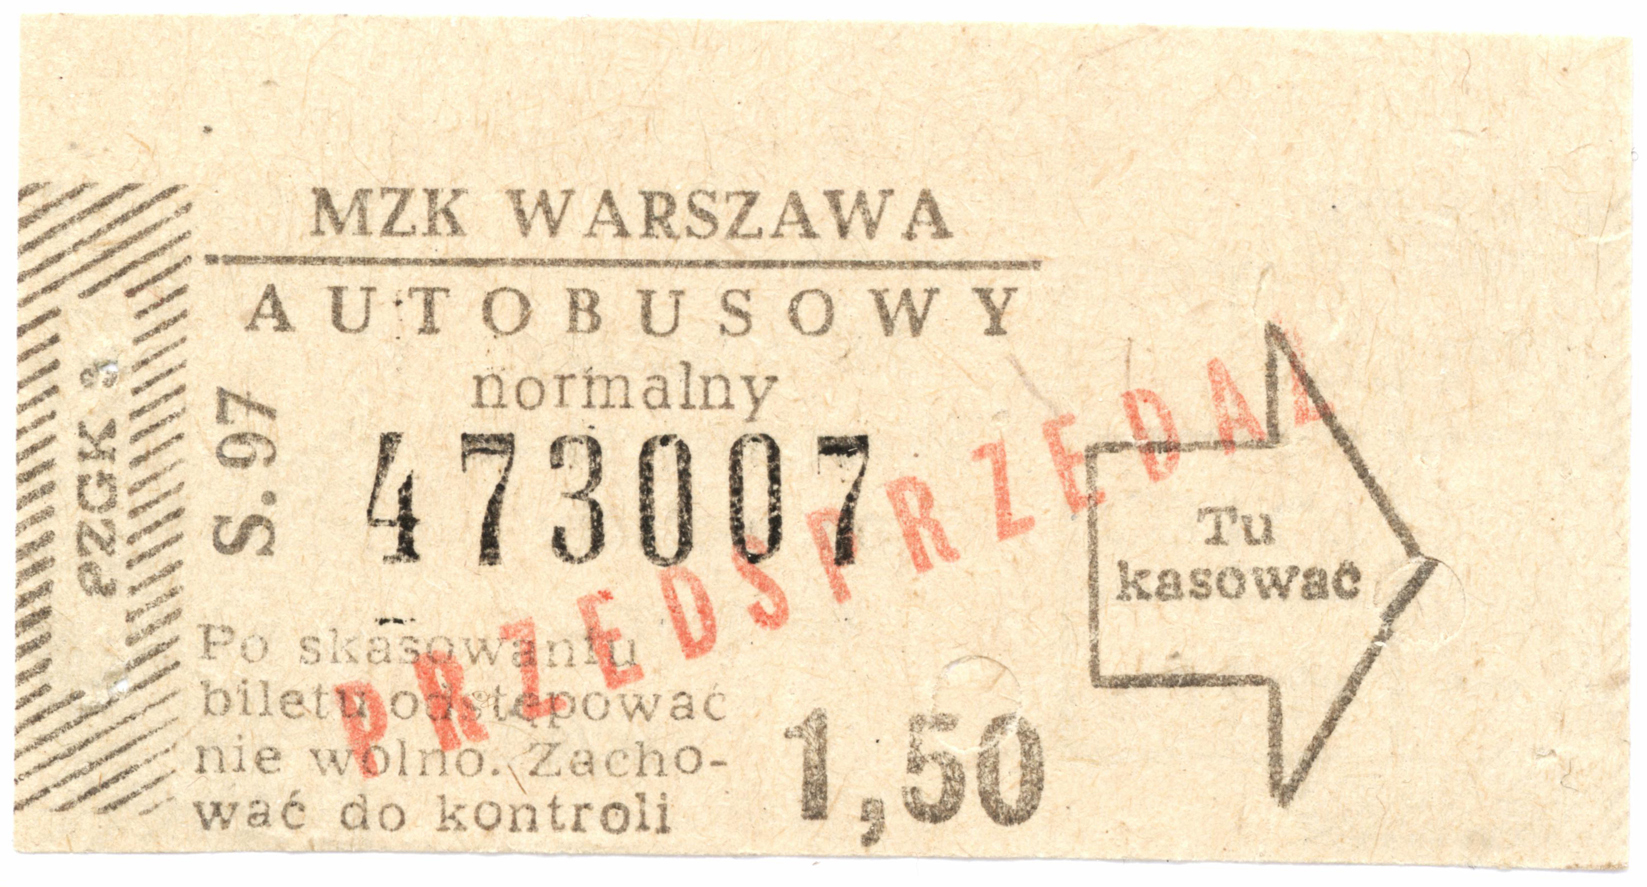 MZK WARSZAWA
AUTOBUSOWY
normalny
473007
S.97
PZGK 3
PRZEDSPRZEDAŻ
Tu
kasować
Po skasowaniu
biletu odstępować
nie wolno. Zacho-
wać do kontroli
1,50